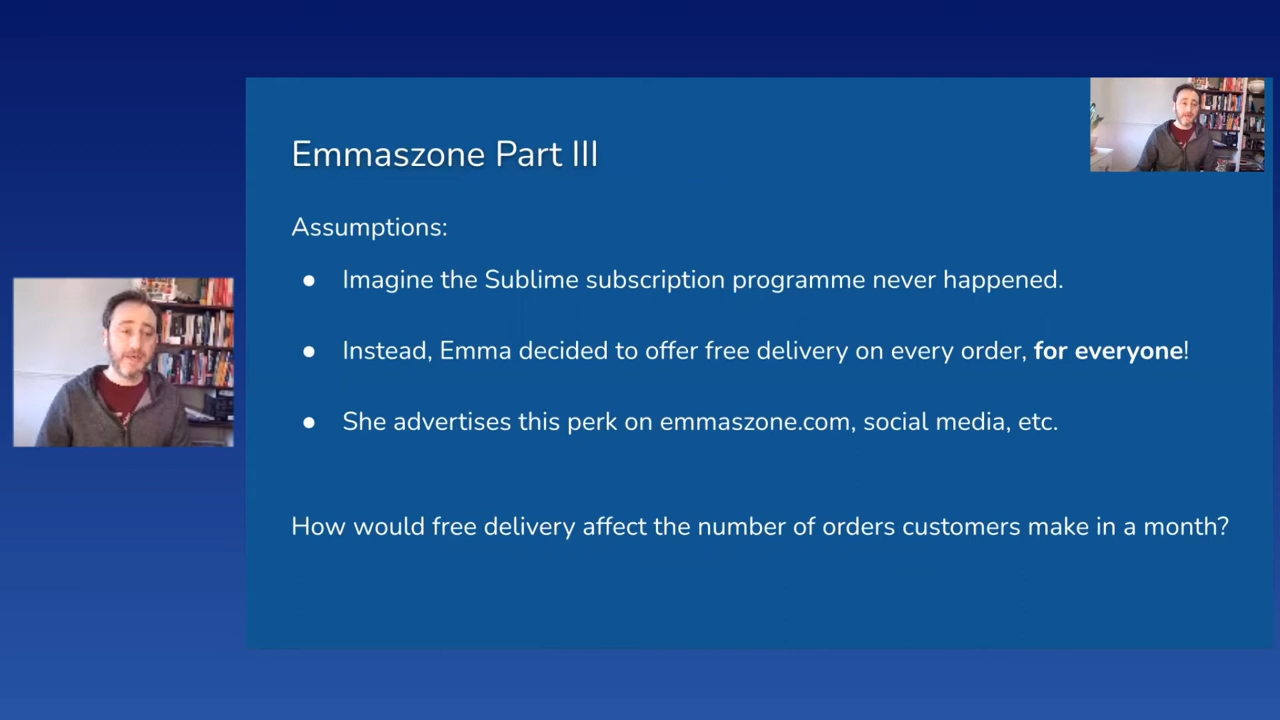 Emmaszone Part III
Assumptions:
● Imagine the Sublime subscription programme never happened.
● Instead, Emma decided to offer free delivery on every order, for everyone!
● She advertises this perk on emmaszone.com, social media, etc.
How would free delivery affect the number of orders customers make in a month?